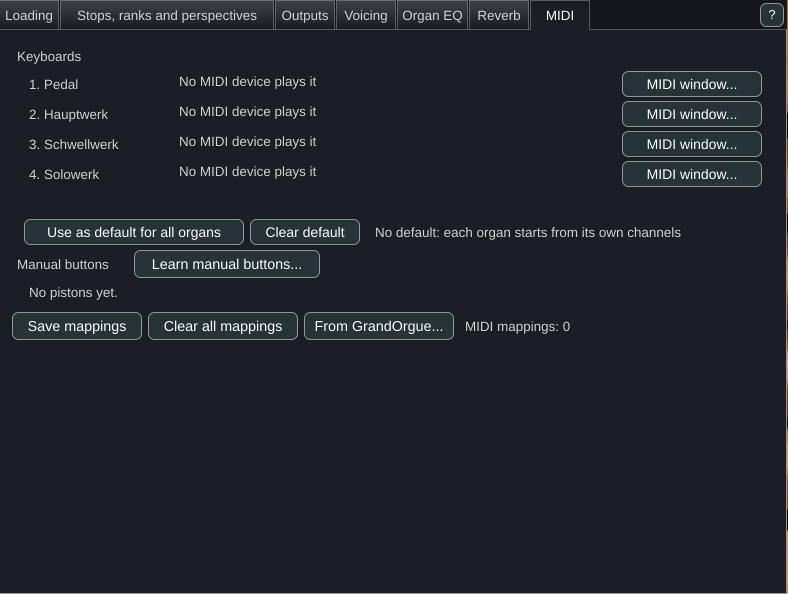 Loading Stops, ranks and perspectives Outputs Voicing Organ EQ Reverb MIDI ?
Keyboards
1. Pedal No MIDI device plays it MIDI window...
2. Hauptwerk No MIDI device plays it MIDI window...
3. Schwellwerk No MIDI device plays it MIDI window...
4. Solowerk No MIDI device plays it MIDI window...
Use as default for all organs Clear default No default: each organ starts from its own channels
Manual buttons Learn manual buttons...
No pistons yet.
Save mappings Clear all mappings From GrandOrgue... MIDI mappings: 0